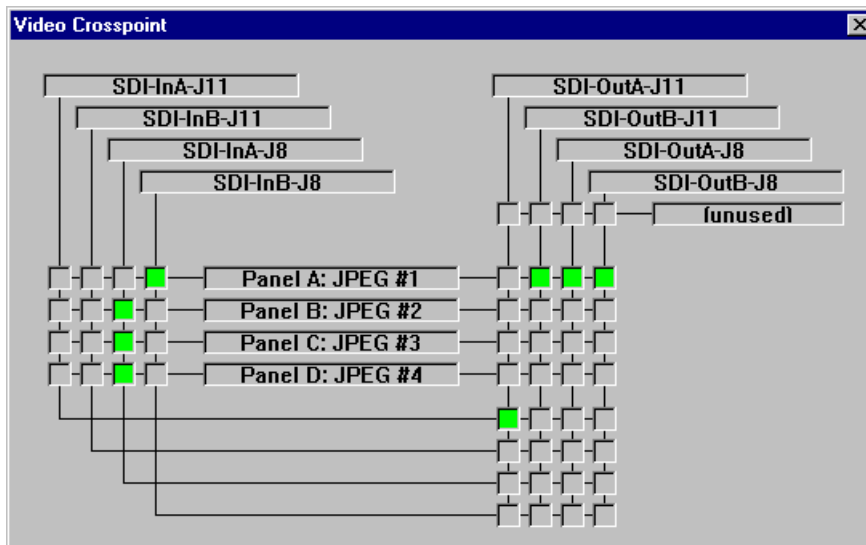 Video Crosspoint
SDI-InA-J11
SDI-OutA-J11
SDI-InB-J11
SDI-OutB-J11
SDI-InA-J8
SDI-OutA-J8
SDI-InB-J8
SDI-OutB-J8
(unused)
Panel A: JPEG #1
Panel B: JPEG #2
Panel C: JPEG #3
Panel D: JPEG #4